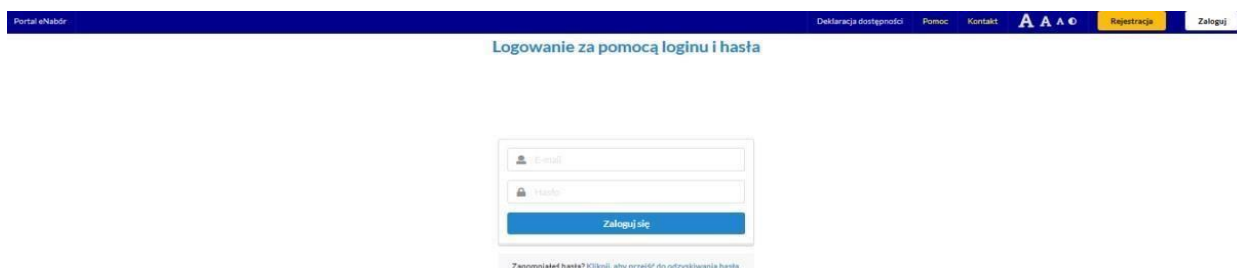 Portal eNabór Deklaracja dostępności Pomoc Kontakt A A A Rejestracja Zaloguj
Logowanie za pomocą loginu i hasła
E-mail
Hasło
Zaloguj się
Zapomniałeś hasła? Kliknij, aby przejść do odzyskiwania hasła